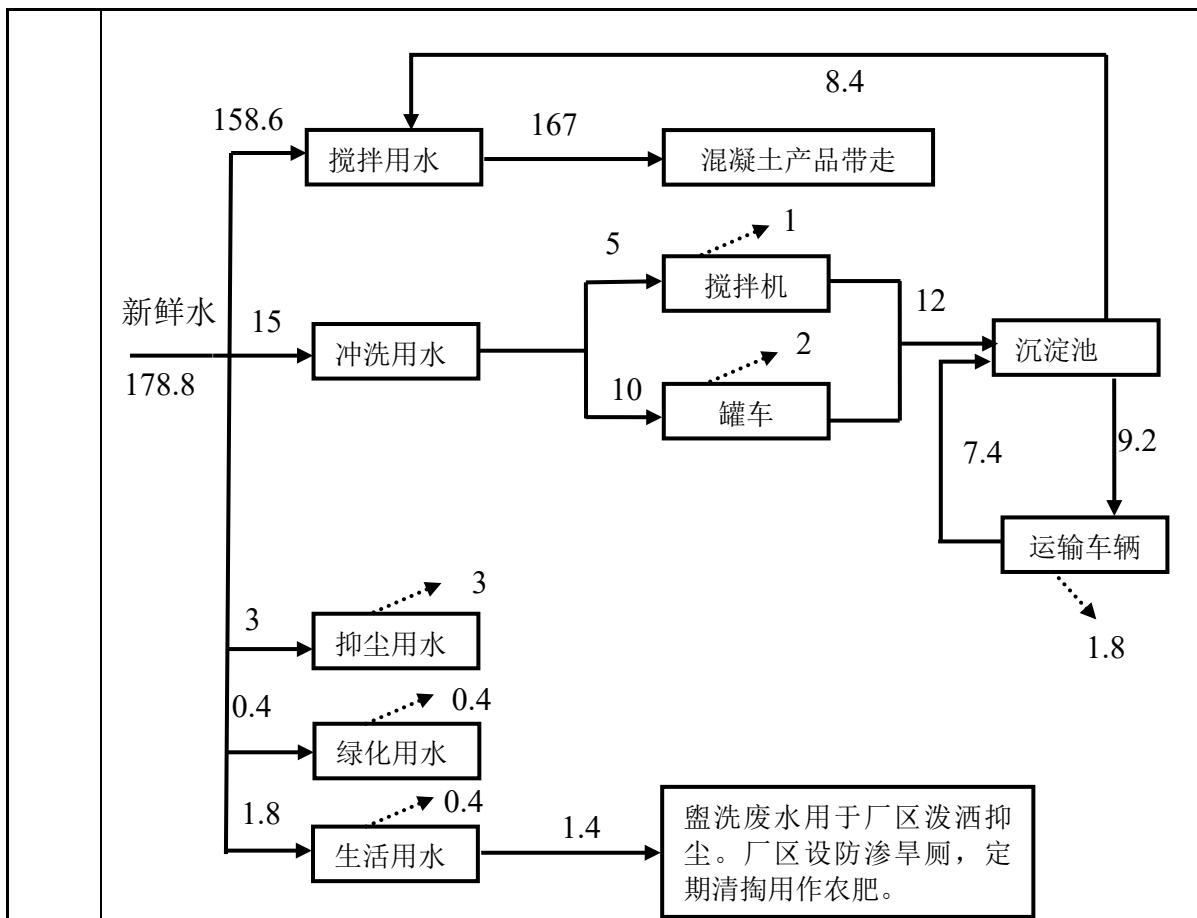 8.4
158.6
167
搅拌用水
混凝土产品带走
1
5
搅拌机
新鲜水
15
12
冲洗用水
沉淀池
2
178.8
10
罐车
7.4
9.2
运输车辆
3
3
抑尘用水
1.8
0.4
0.4
绿化用水
1.8
0.4
1.4
生活用水
盥洗废水用于厂区泼洒抑
尘。厂区设防渗旱厕，定
期清掏用作农肥。